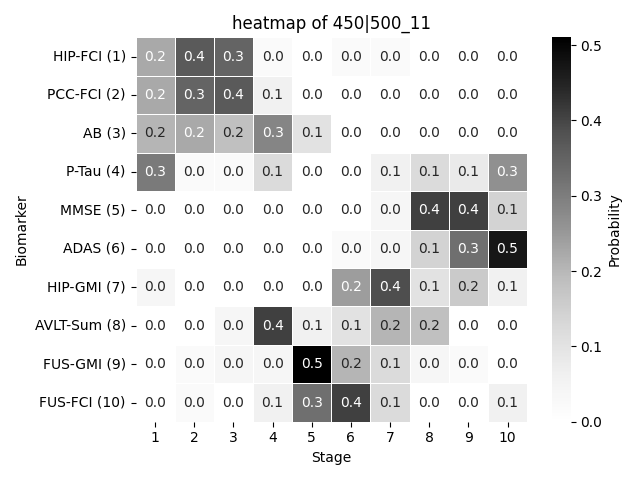 heatmap of 450|500_11
HIP-FCI (1) 0.2 0.4 0.3 0.0 0.0 0.0 0.0 0.0 0.0 0.0
PCC-FCI (2) 0.2 0.3 0.4 0.1 0.0 0.0 0.0 0.0 0.0 0.0
AB (3) 0.2 0.2 0.2 0.3 0.1 0.0 0.0 0.0 0.0 0.0
P-Tau (4) 0.3 0.0 0.0 0.1 0.0 0.0 0.1 0.1 0.1 0.3
MMSE (5) 0.0 0.0 0.0 0.0 0.0 0.0 0.0 0.4 0.4 0.1
ADAS (6) 0.0 0.0 0.0 0.0 0.0 0.0 0.0 0.1 0.3 0.5
HIP-GMI (7) 0.0 0.0 0.0 0.0 0.0 0.2 0.4 0.1 0.2 0.1
AVLT-Sum (8) 0.0 0.0 0.0 0.4 0.1 0.1 0.2 0.2 0.0 0.0
FUS-GMI (9) 0.0 0.0 0.0 0.0 0.5 0.2 0.1 0.0 0.0 0.0
FUS-FCI (10) 0.0 0.0 0.0 0.1 0.3 0.4 0.1 0.0 0.0 0.1
1 2 3 4 5 6 7 8 9 10
Stage
Biomarker
0.5
0.4
0.3
0.2
0.1
0.0
Probability